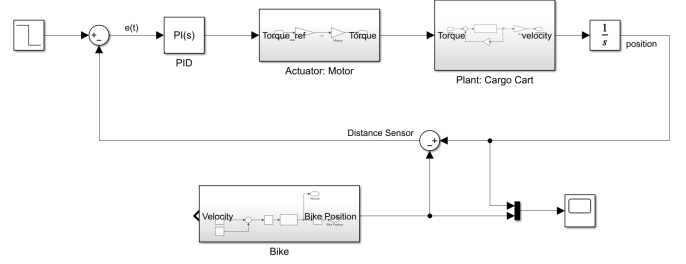 e(t)
PI(s)
PID
Torque_ref
Torque
Actuator: Motor
Torque
velocity
Plant: Cargo Cart
1
s
position
Distance Sensor
Velocity
Bike Position
Bike